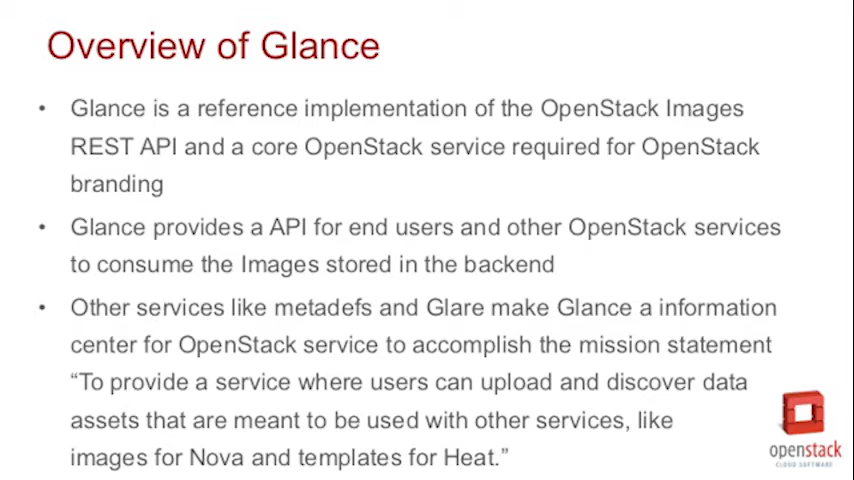 Overview of Glance
• Glance is a reference implementation of the OpenStack Images
REST API and a core OpenStack service required for OpenStack
branding
• Glance provides a API for end users and other OpenStack services
to consume the Images stored in the backend
• Other services like metadefs and Glare make Glance a information
center for OpenStack service to accomplish the mission statement
“To provide a service where users can upload and discover data
assets that are meant to be used with other services, like
images for Nova and templates for Heat.”
openstack
CLOUD SOFTWARE